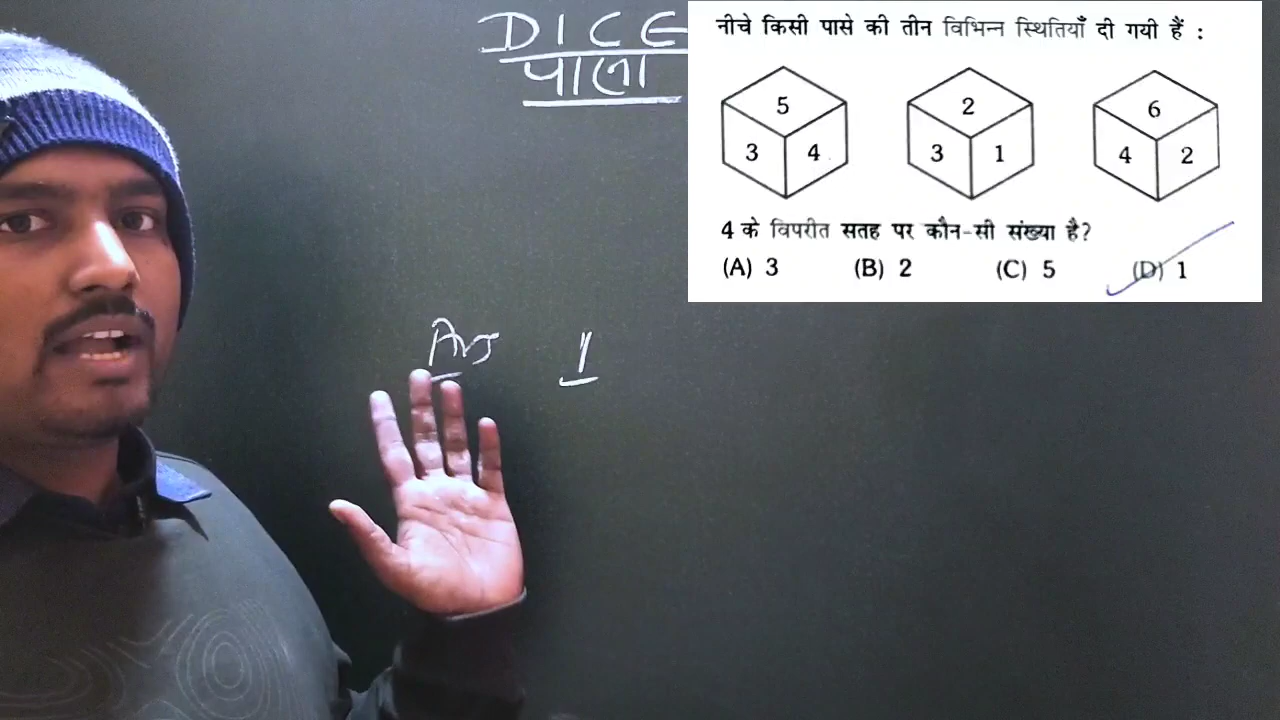 DICE
पासा
नीचे किसी पासे की तीन विभिन्न स्थितियाँ दी गयी हैं :
5
3 4
2
3 1
6
4 2
4 के विपरीत सतह पर कौन-सी संख्या है?
(A) 3 (B) 2 (C) 5 (D) 1
Ans 1